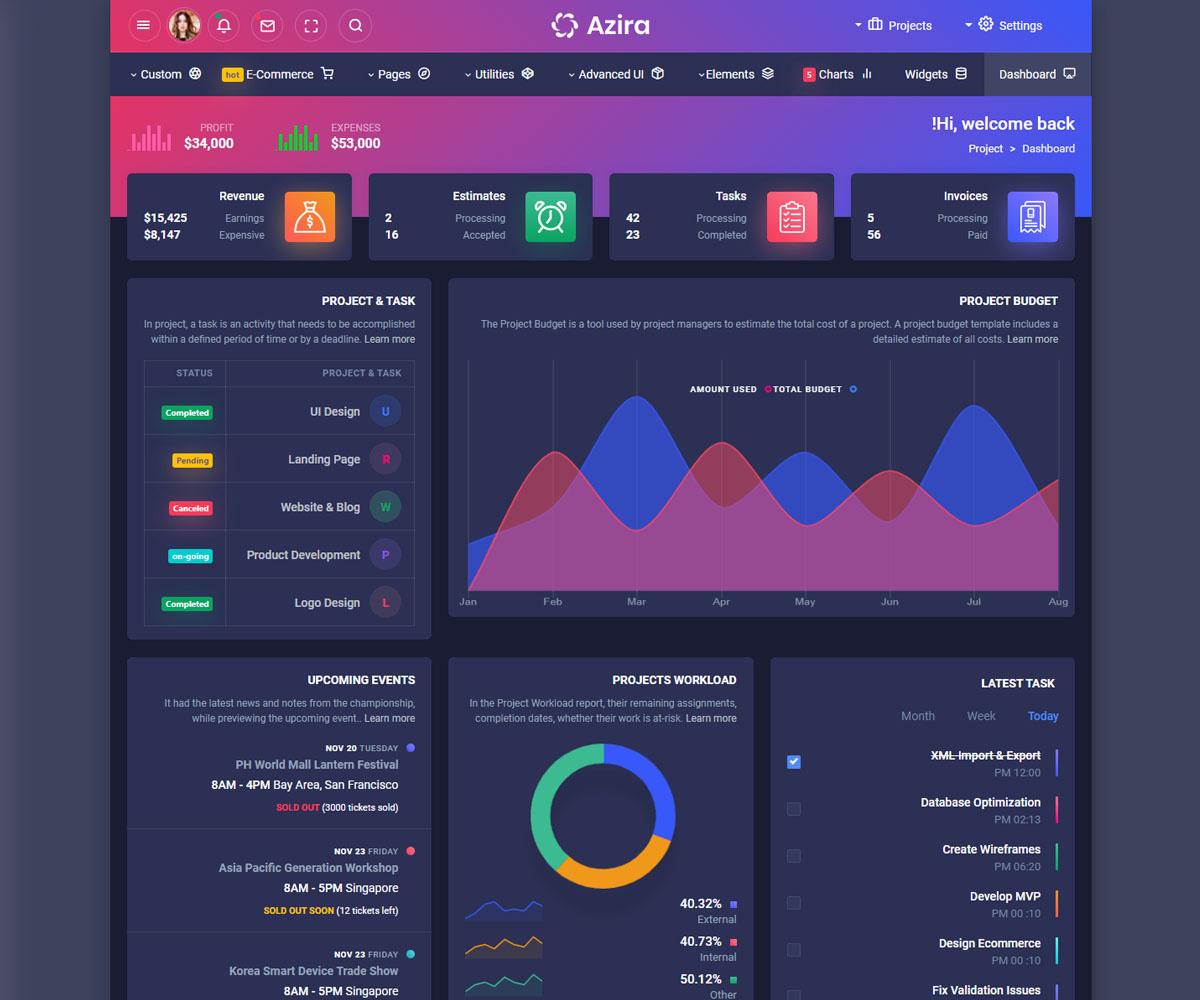 Azira
Projects
Settings
Custom
hot E-Commerce
Pages
Utilities
Advanced UI
Elements
5 Charts
Widgets
Dashboard
PROFIT
$34,000
EXPENSES
$53,000
!Hi, welcome back
Project > Dashboard
Revenue
$15,425 Earnings
$8,147 Expensive
Estimates
2 Processing
16 Accepted
Tasks
42 Processing
23 Completed
Invoices
5 Processing
56 Paid
PROJECT & TASK
In project, a task is an activity that needs to be accomplished
within a defined period of time or by a deadline. Learn more
STATUS PROJECT & TASK
Completed UI Design U
Pending Landing Page R
Canceled Website & Blog W
on-going Product Development P
Completed Logo Design L
PROJECT BUDGET
The Project Budget is a tool used by project managers to estimate the total cost of a project. A project budget template includes a
detailed estimate of all costs. Learn more
AMOUNT USED TOTAL BUDGET
Jan Feb Mar Apr May Jun Jul Aug
UPCOMING EVENTS
It had the latest news and notes from the championship,
while previewing the upcoming event.. Learn more
NOV 20 TUESDAY
PH World Mall Lantern Festival
8AM - 4PM Bay Area, San Francisco
SOLD OUT (3000 tickets sold)
NOV 23 FRIDAY
Asia Pacific Generation Workshop
8AM - 5PM Singapore
SOLD OUT SOON (12 tickets left)
NOV 23 FRIDAY
Korea Smart Device Trade Show
8AM - 5PM Singapore
PROJECTS WORKLOAD
In the Project Workload report, their remaining assignments,
completion dates, whether their work is at-risk. Learn more
40.32%
External
40.73%
Internal
50.12%
Other
LATEST TASK
Month Week Today
XML Import & Export
PM 12:00
Database Optimization
PM 02:13
Create Wireframes
PM 06:20
Develop MVP
PM 00 :10
Design Ecommerce
PM 00 :10
Fix Validation Issues